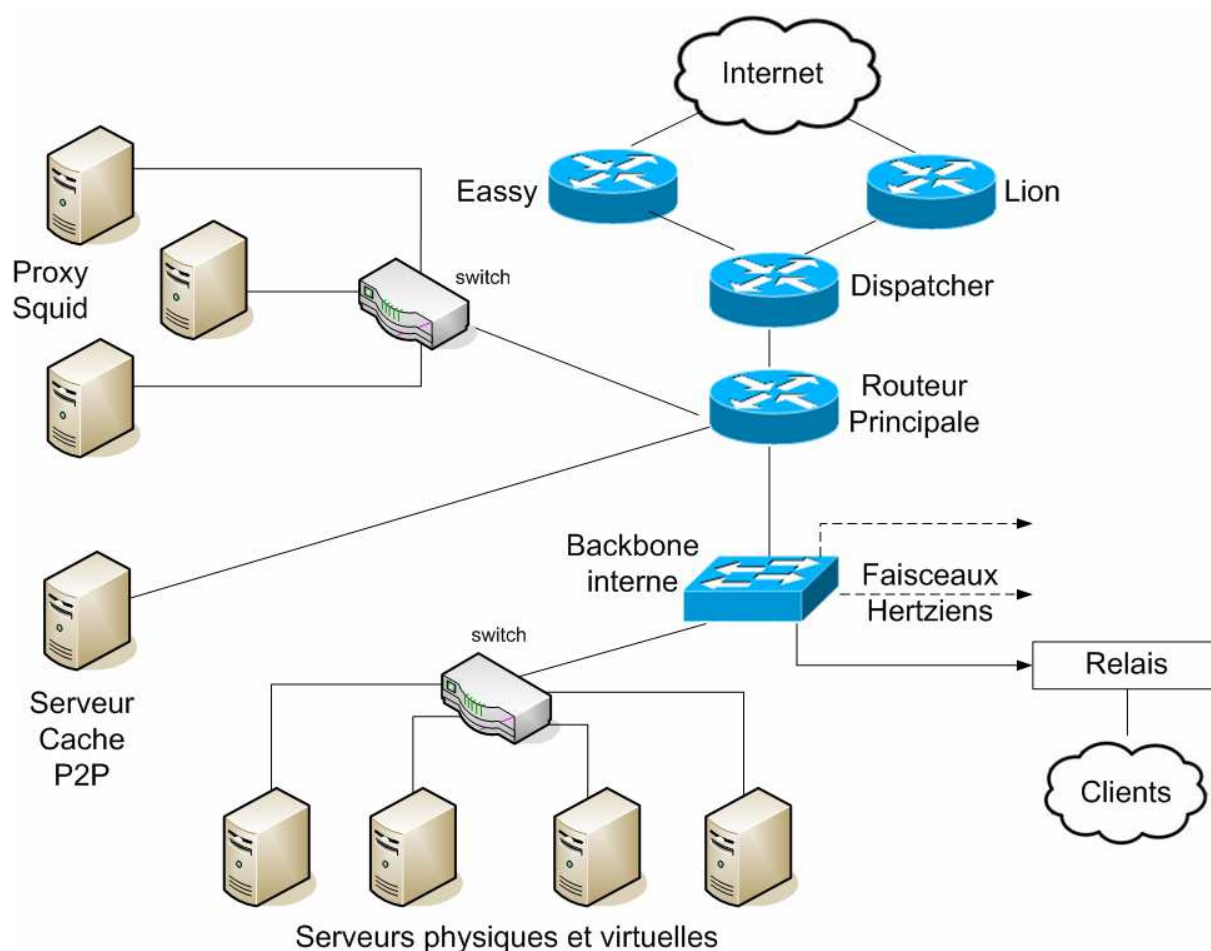 Internet
Eassy
Lion
Proxy
Squid
switch
Dispatcher
Routeur
Principale
Backbone
interne
Faisceaux
Hertziens
switch
Relais
Serveur
Cache
P2P
Clients
Serveurs physiques et virtuelles